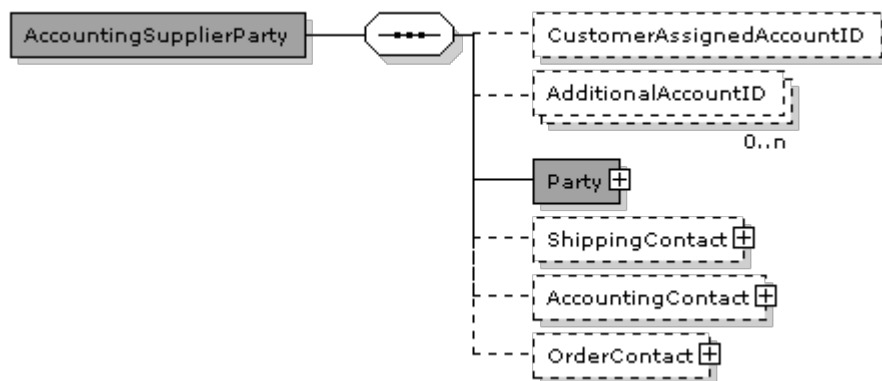 AccountingSupplierParty
CustomerAssignedAccountID
AdditionalAccountID
0..n
Party
ShippingContact
AccountingContact
OrderContact